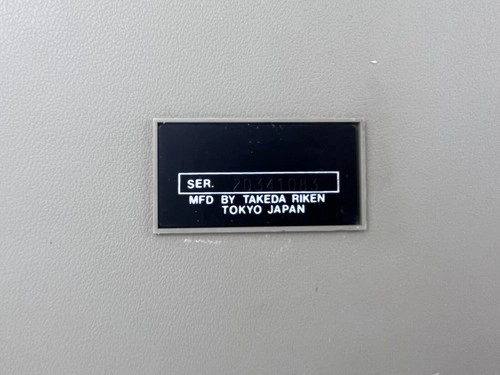 SER.
MFD BY TAKEDA RIKEN
TOKYO JAPAN